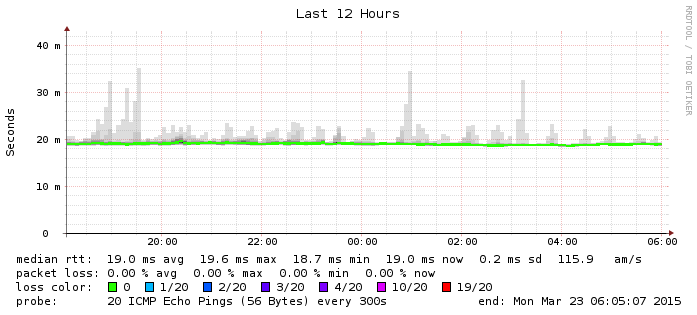 Last 12 Hours
RRDTOOL / TOBI OETIKER
Seconds
40 m
30 m
20 m
10 m
0
20:00 22:00 00:00 02:00 04:00 06:00
median rtt: 19.0 ms avg 19.6 ms max 18.7 ms min 19.0 ms now 0.2 ms sd 115.9 am/s
packet loss: 0.00 % avg 0.00 % max 0.00 % min 0.00 % now
loss color: 0 1/20 2/20 3/20 4/20 10/20 19/20
probe: 20 ICMP Echo Pings (56 Bytes) every 300s end: Mon Mar 23 06:05:07 2015